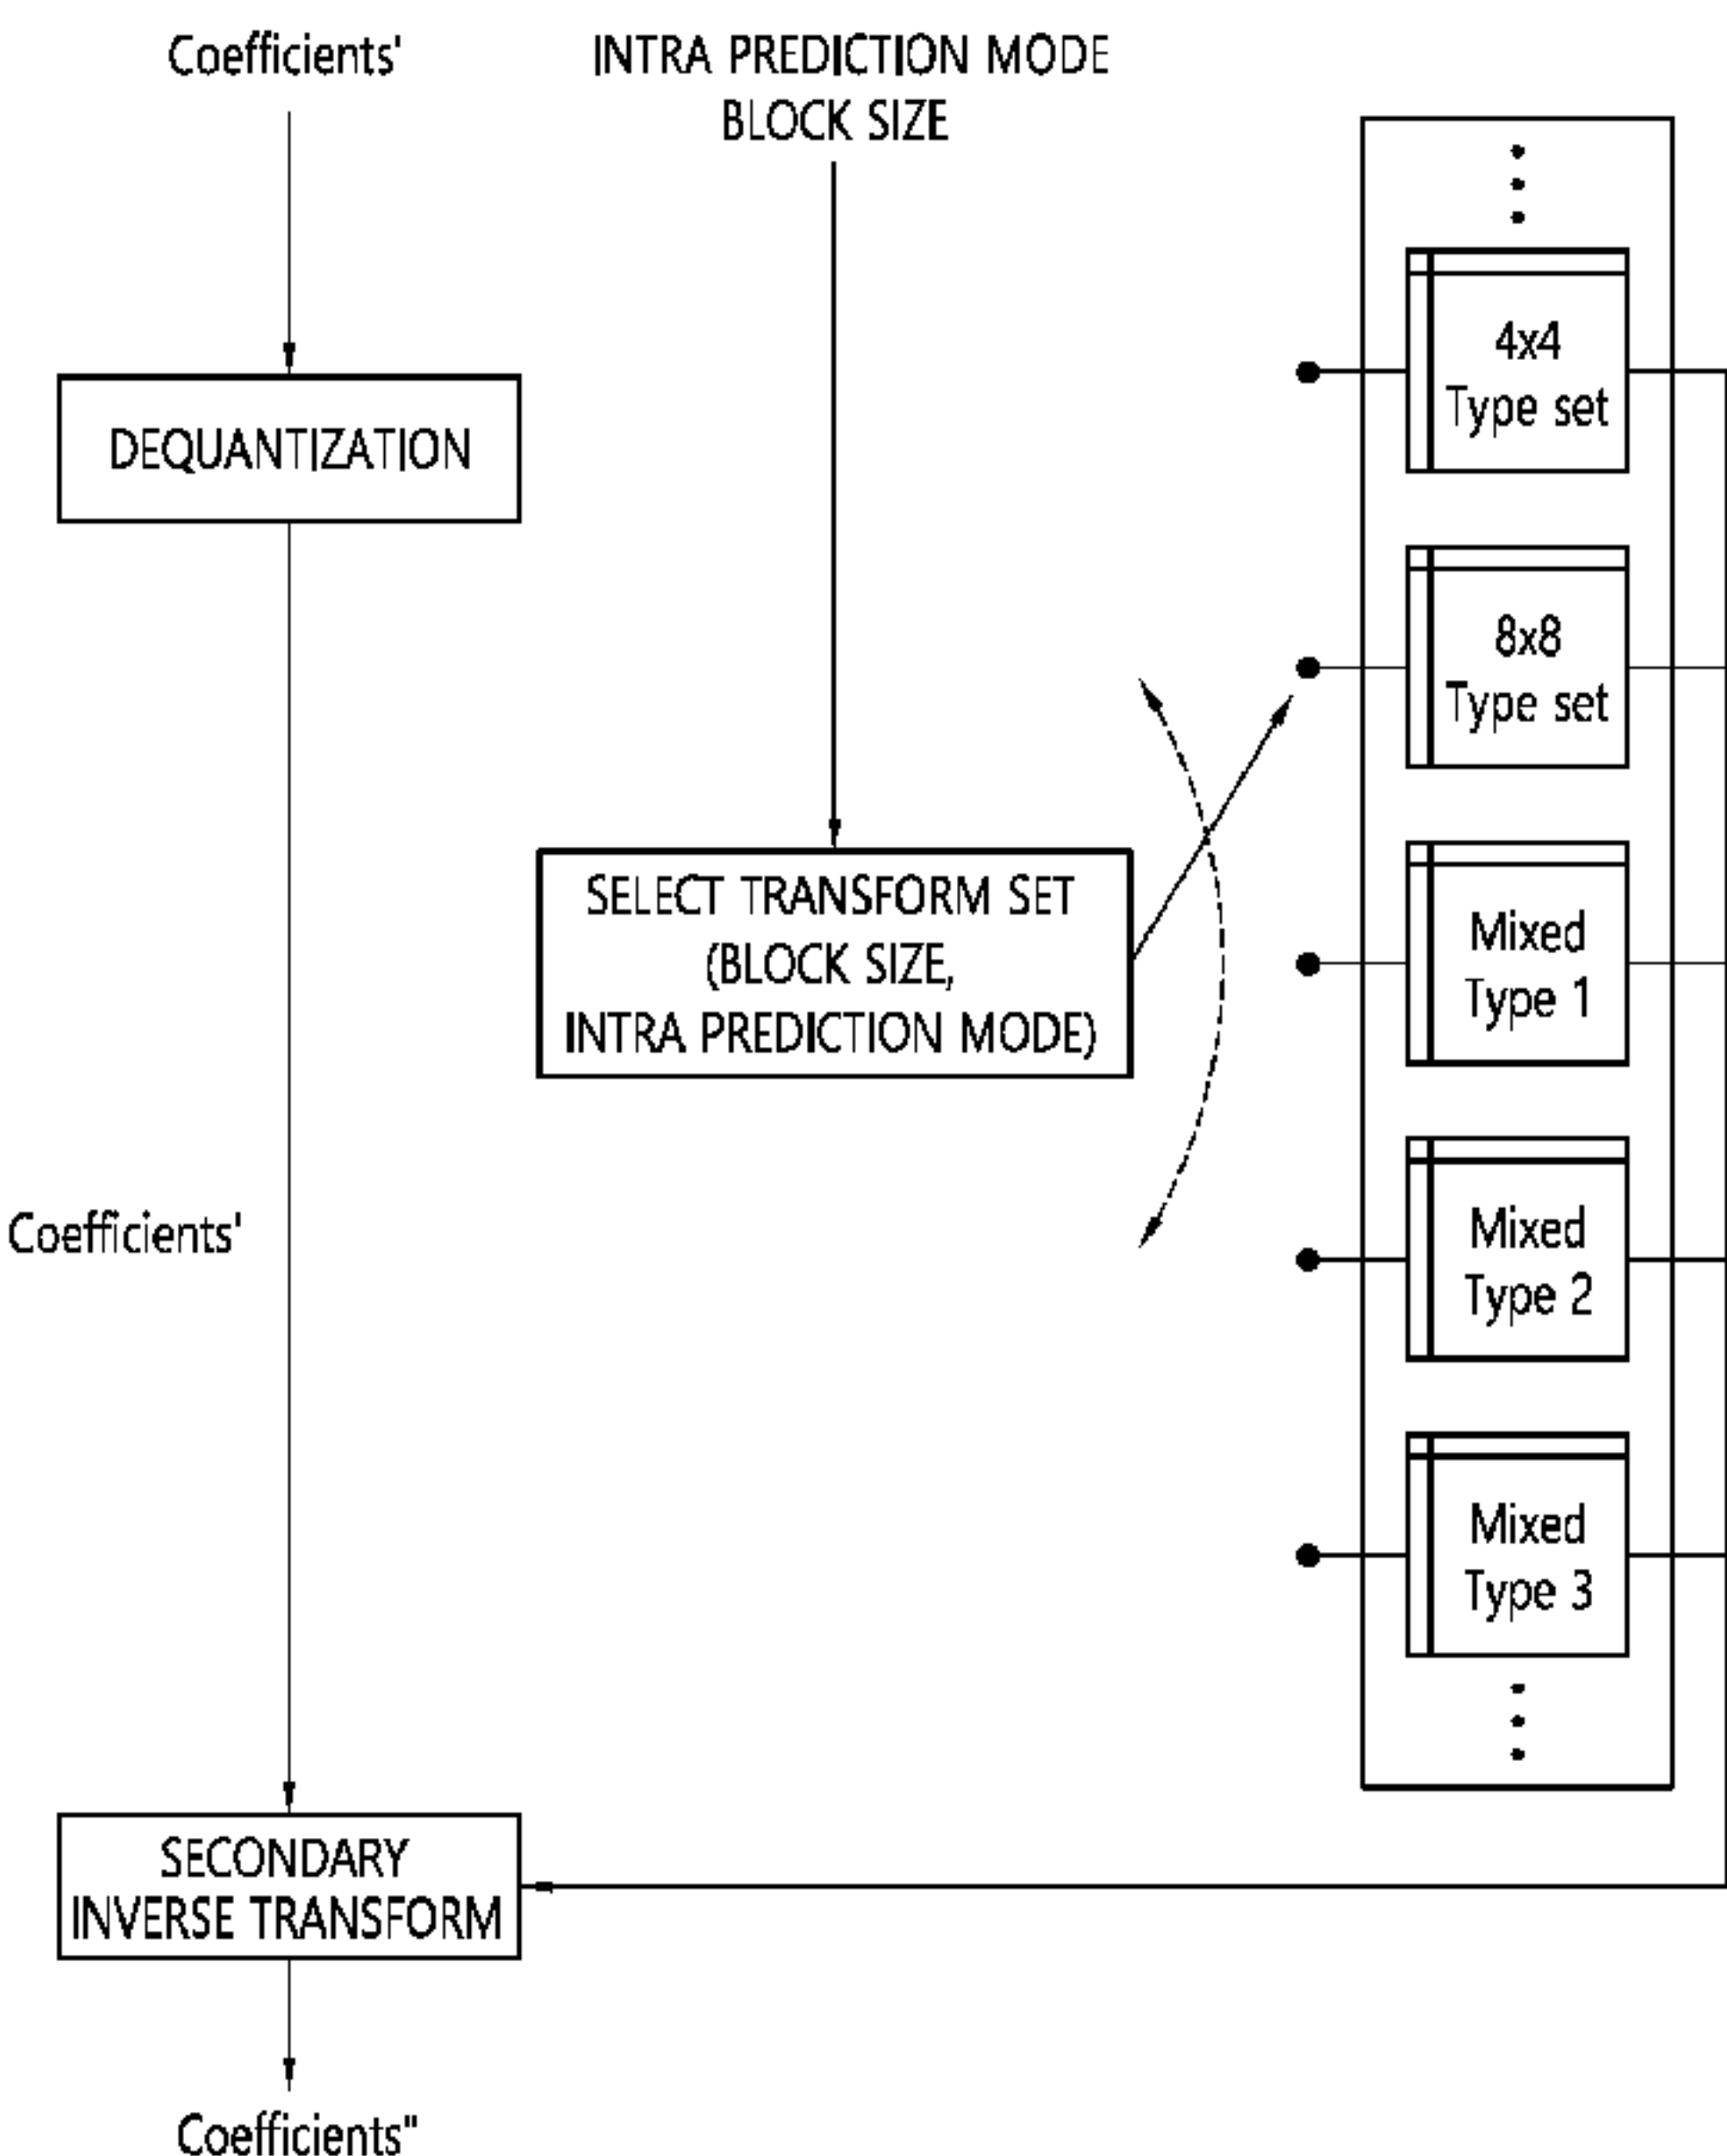 Coefficients'
INTRA PREDICTION MODE
BLOCK SIZE
DEQUANTIZATION
4x4
Type set
8x8
Type set
SELECT TRANSFORM SET
(BLOCK SIZE,
INTRA PREDICTION MODE)
Mixed
Type 1
Coefficients'
Mixed
Type 2
Mixed
Type 3
SECONDARY
INVERSE TRANSFORM
Coefficients"